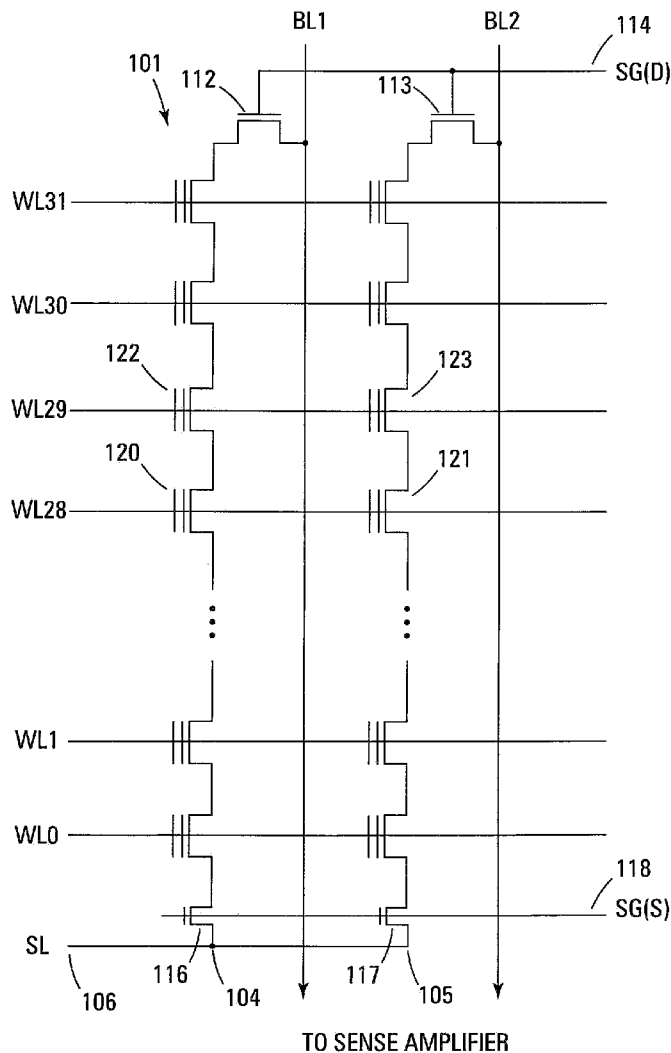 BL1 BL2
114
101 112 113 SG(D)
WL31
WL30
122 123
WL29
120 121
WL28
WL1
WL0
118
SG(S)
SL 116 117
106 104 105
TO SENSE AMPLIFIER